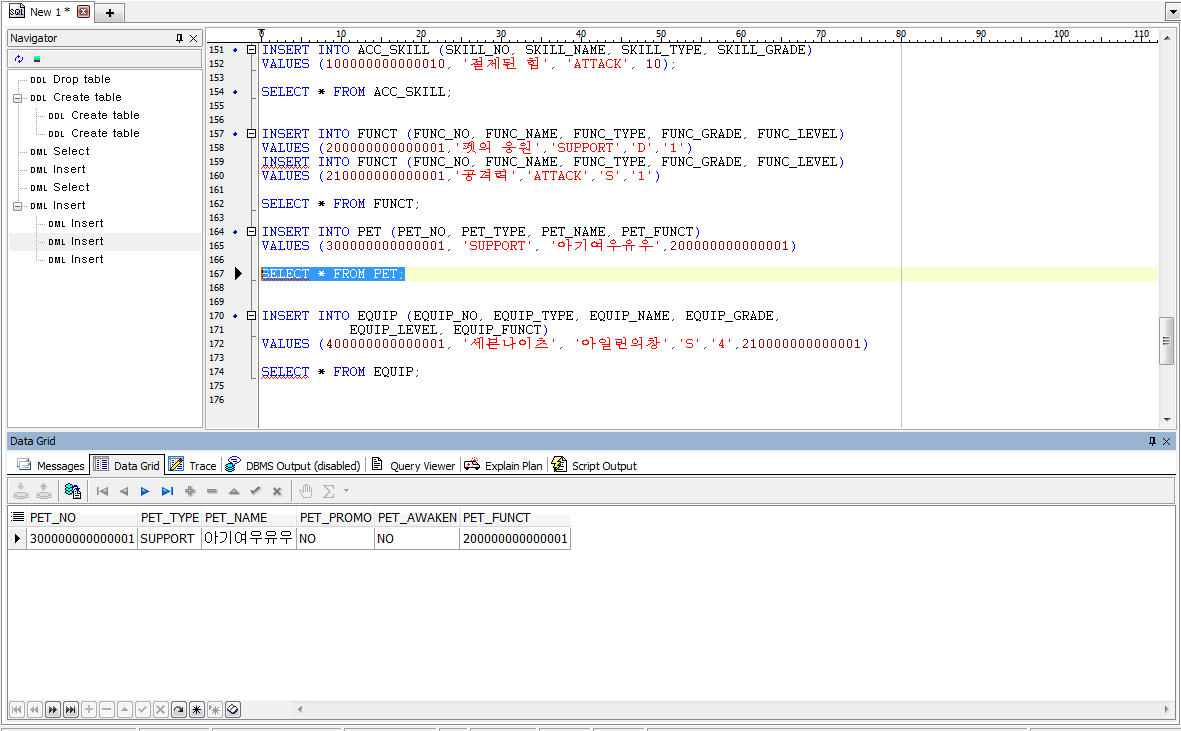 New 1 *
Navigator
DDL Drop table
DDL Create table
DDL Create table
DDL Create table
DML Select
DML Insert
DML Select
DML Insert
DML Insert
DML Insert
DML Insert
0 10 20 30 40 50 60 70 80 90 100 110
151 INSERT INTO ACC_SKILL (SKILL_NO, SKILL_NAME, SKILL_TYPE, SKILL_GRADE)
152 VALUES (100000000000010, '절제된 힘', 'ATTACK', 10);
153
154 SELECT * FROM ACC_SKILL;
155
156
157 INSERT INTO FUNCT (FUNC_NO, FUNC_NAME, FUNC_TYPE, FUNC_GRADE, FUNC_LEVEL)
158 VALUES (200000000000001,'펫의 응원','SUPPORT','D','1')
159 INSERT INTO FUNCT (FUNC_NO, FUNC_NAME, FUNC_TYPE, FUNC_GRADE, FUNC_LEVEL)
160 VALUES (210000000000001,'공격력','ATTACK','S','1')
161
162 SELECT * FROM FUNCT;
163
164 INSERT INTO PET (PET_NO, PET_TYPE, PET_NAME, PET_FUNCT)
165 VALUES (300000000000001, 'SUPPORT', '아기여우유우',200000000000001)
166
167 SELECT * FROM PET;
168
169
170 INSERT INTO EQUIP (EQUIP_NO, EQUIP_TYPE, EQUIP_NAME, EQUIP_GRADE,
171 EQUIP_LEVEL, EQUIP_FUNCT)
172 VALUES (400000000000001, '세븐나이츠', '아일린의창','S','4',210000000000001)
173
174 SELECT * FROM EQUIP;
175
176
Data Grid
Messages Data Grid Trace DBMS Output (disabled) Query Viewer Explain Plan Script Output
PET_NO PET_TYPE PET_NAME PET_PROMO PET_AWAKEN PET_FUNCT
300000000000001 SUPPORT 아기여우유우 NO NO 200000000000001